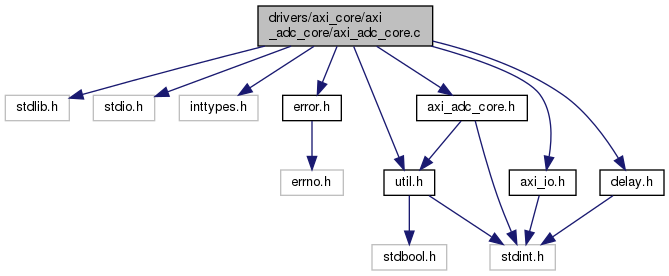 drivers/axi_core/axi
_adc_core/axi_adc_core.c
stdlib.h
stdio.h
inttypes.h
error.h
axi_adc_core.h
errno.h
util.h
axi_io.h
delay.h
stdbool.h
stdint.h